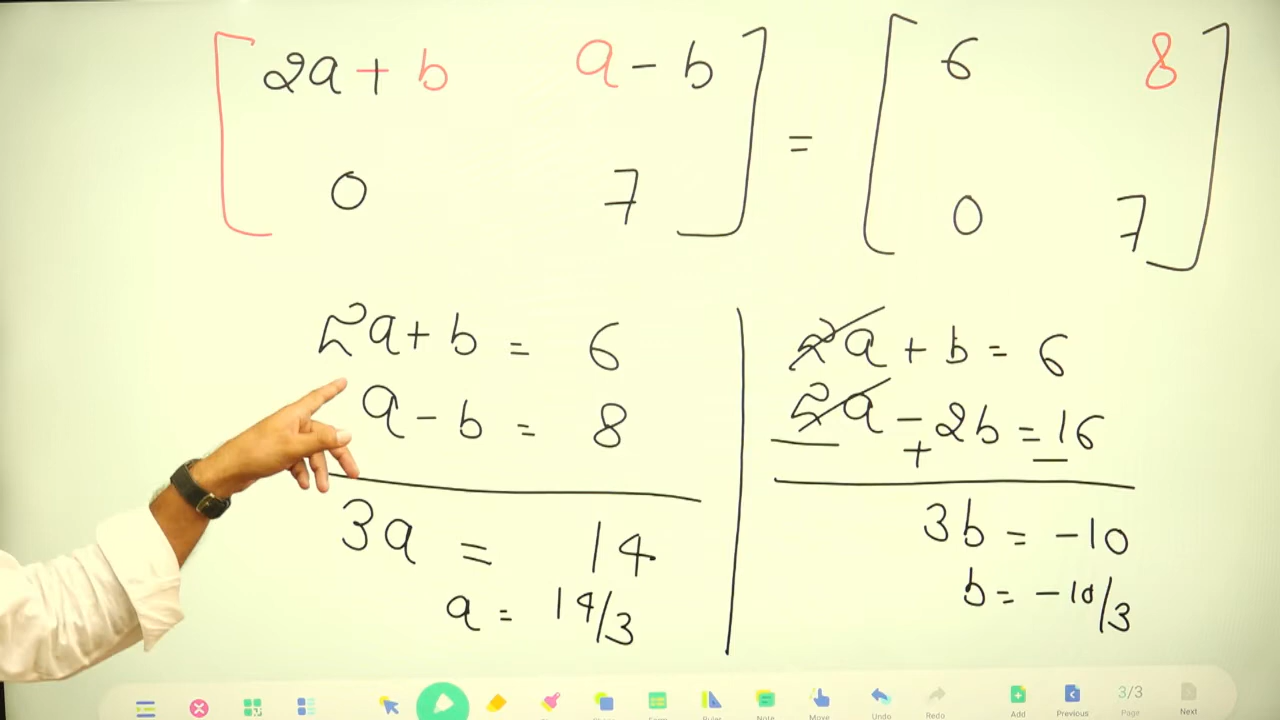 [ 2a + b a - b ] = [ 6 8 ]
[ 0 7 ] [ 0 7 ]
2a + b = 6
a - b = 8
3a = 14
a = 14/3
2a + b = 6
2a - 2b = 16
- + -
3b = -10
b = -10/3
Undo
Redo
Add
Previous
3/3
Page
Next
Note
Move